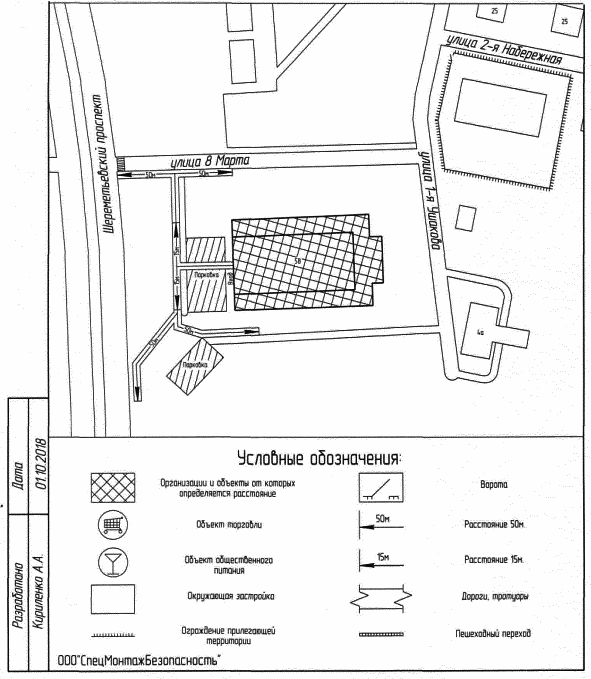 25
25
улица 2-я Набережная
Шереметьевский проспект
улица 8 Марта
50м
50м
улица 1-я Ушакова
15м
15м
58
Парковка
Вход
50м
50м
Парковка
4а
Условные обозначения:
Организации и объекты от которых
определяется расстояние
Ворота
Объект торговли
50м
Расстояние 50м.
Объект общественного
питания
15м
Расстояние 15м.
Окружающая застройка
Дороги, тротуары
Ограждение прилегающей
территории
Пешеходный переход
ООО"СпецМонтажБезопасность"
Дата
01.10.2018
Разработано
Кириленко А.А.